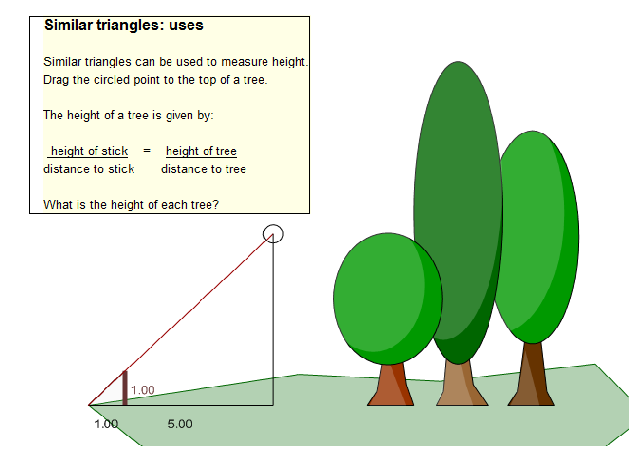 Similar triangles: uses
Similar triangles can be used to measure height.
Drag the circled point to the top of a tree.
The height of a tree is given by:
height of stick = height of tree
distance to stick distance to tree
What is the height of each tree?
1.00
1.00 5.00